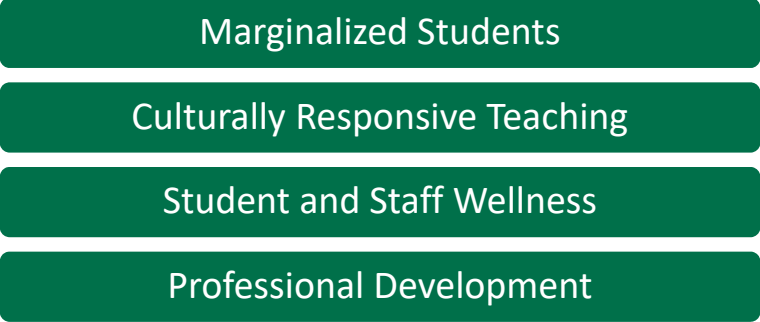 Marginalized Students
Culturally Responsive Teaching
Student and Staff Wellness
Professional Development